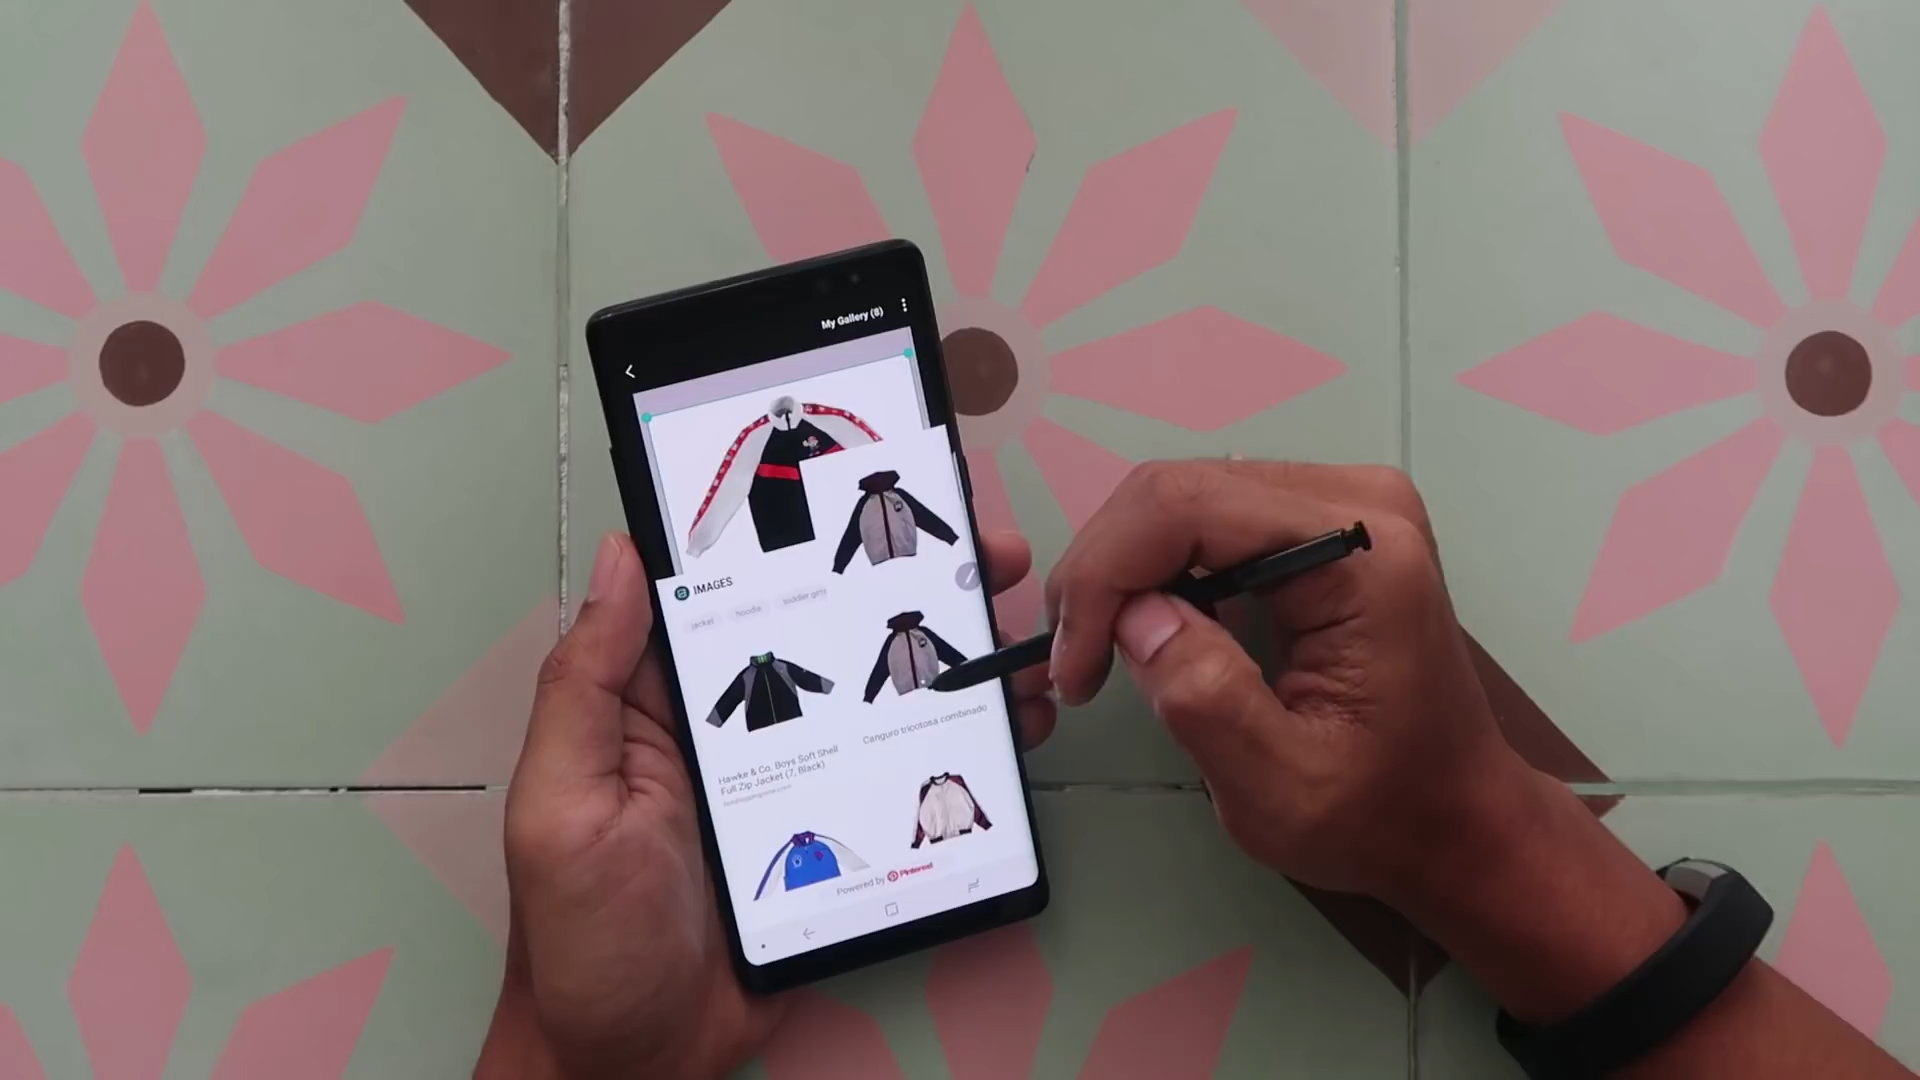 My Gallery (8)
IMAGES
jacket
hoodie
toddler girls
Canguro tricotosa combinado
Hawke & Co. Boys Soft Shell
Full Zip Jacket (7, Black)
Powered by Pinterest